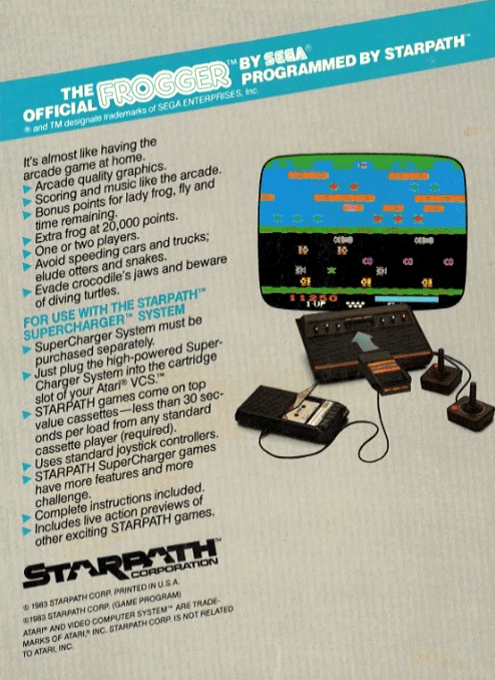 THE
OFFICIAL FROGGER™ BY SEGA®
PROGRAMMED BY STARPATH™
® and TM designate trademarks of SEGA ENTERPRISES, Inc.
It's almost like having the
arcade game at home.
Arcade quality graphics.
Scoring and music like the arcade.
Bonus points for lady frog, fly and
time remaining.
Extra frog at 20,000 points.
One or two players.
Avoid speeding cars and trucks;
elude otters and snakes.
Evade crocodile's jaws and beware
of diving turtles.
FOR USE WITH THE STARPATH™
SUPERCHARGER™ SYSTEM
SuperCharger System must be
purchased separately.
Just plug the high-powered Super-
Charger System into the cartridge
slot of your Atari® VCS.™
STARPATH games come on top
value cassettes—less than 30 sec-
onds per load from any standard
cassette player (required).
Uses standard joystick controllers.
STARPATH SuperCharger games
have more features and more
challenge.
Complete instructions included.
Includes live action previews of
other exciting STARPATH games.
11250
1 UP
STARPATH™
CORPORATION
© 1983 STARPATH CORP. PRINTED IN U.S.A.
©1983 STARPATH CORP. (GAME PROGRAM)
ATARI® AND VIDEO COMPUTER SYSTEM™ ARE TRADE-
MARKS OF ATARI,® INC. STARPATH CORP. IS NOT RELATED
TO ATARI, INC.